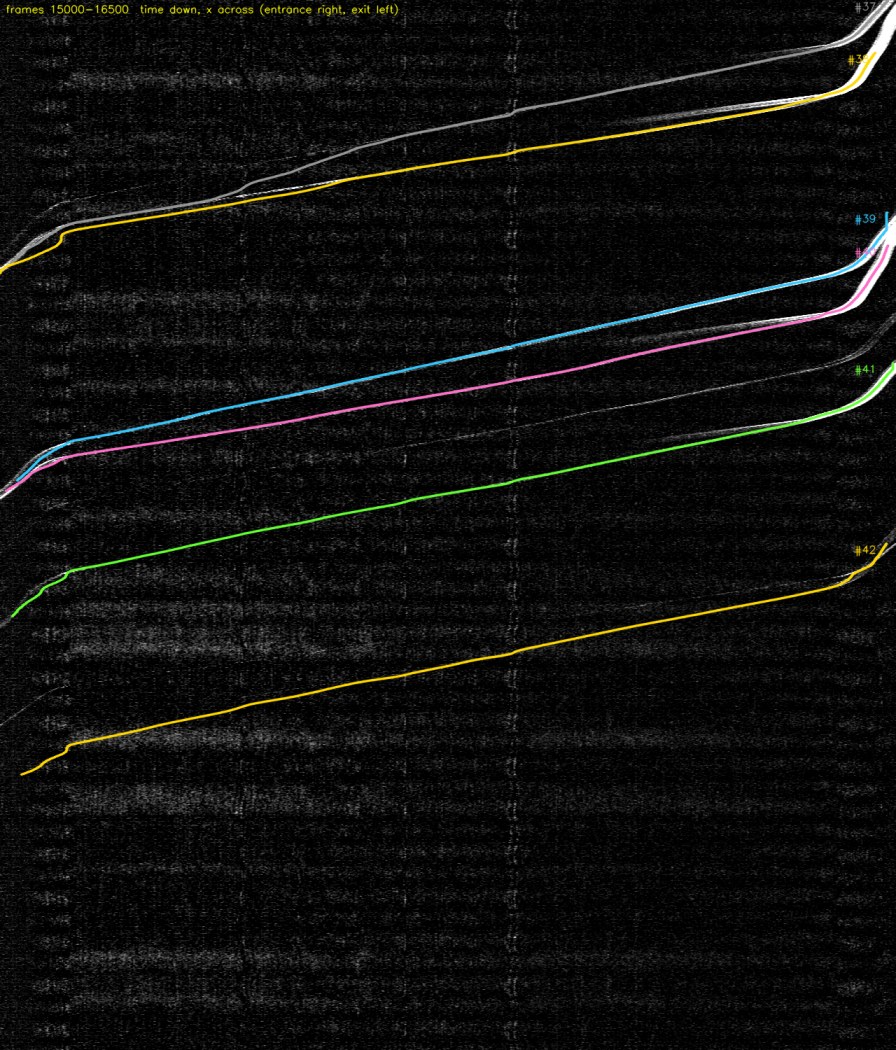 frames 15000-16500 time down, x across (entrance right, exit left)
#37
#39
#41
#42